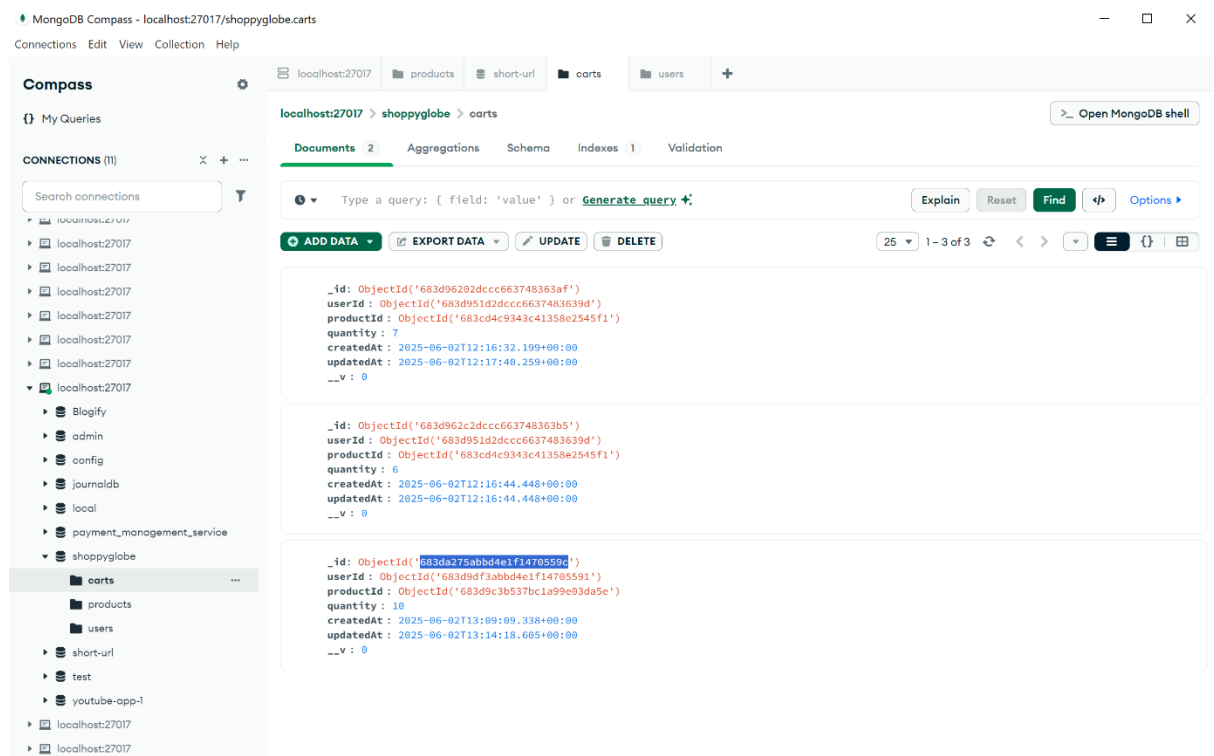 MongoDB Compass - localhost:27017/shoppyglobe.carts
Connections Edit View Collection Help
Compass
{} My Queries
CONNECTIONS (11)
Search connections
localhost:27017
localhost:27017
localhost:27017
localhost:27017
localhost:27017
localhost:27017
localhost:27017
localhost:27017
Blogify
admin
config
journaldb
local
payment_management_service
shoppyglobe
carts
products
users
short-url
test
youtube-app-1
localhost:27017
localhost:27017
localhost:27017 products short-url carts users
localhost:27017 > shoppyglobe > carts
>_ Open MongoDB shell
Documents 2 Aggregations Schema Indexes 1 Validation
Type a query: { field: 'value' } or Generate query
Explain Reset Find </> Options
ADD DATA EXPORT DATA UPDATE DELETE
25 1 – 3 of 3 {}
_id: ObjectId('683d96202dccc663748363af')
userId : ObjectId('683d951d2dccc6637483639d')
productId : ObjectId('683cd4c9343c41358e2545f1')
quantity : 7
createdAt : 2025-06-02T12:16:32.199+00:00
updatedAt : 2025-06-02T12:17:40.259+00:00
__v : 0
_id: ObjectId('683d962c2dccc663748363b5')
userId : ObjectId('683d951d2dccc6637483639d')
productId : ObjectId('683cd4c9343c41358e2545f1')
quantity : 6
createdAt : 2025-06-02T12:16:44.448+00:00
updatedAt : 2025-06-02T12:16:44.448+00:00
__v : 0
_id: ObjectId('683da275abbd4e1f1470559c')
userId : ObjectId('683d9df3abbd4e1f14705591')
productId : ObjectId('683d9c3b537bc1a99e03da5e')
quantity : 10
createdAt : 2025-06-02T13:09:09.338+00:00
updatedAt : 2025-06-02T13:14:18.605+00:00
__v : 0